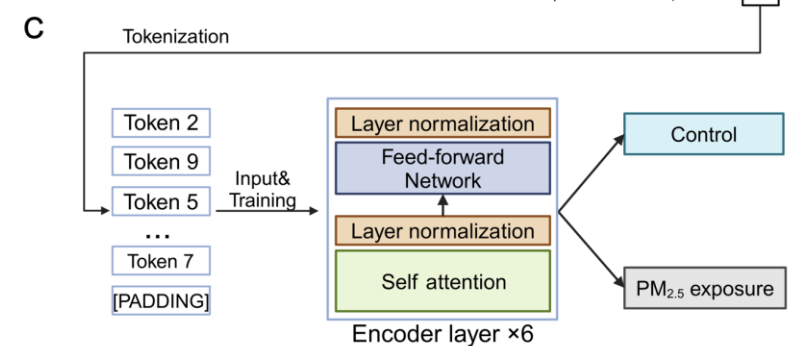 C
Tokenization
Token 2
Token 9
Token 5
...
Token 7
[PADDING]
Input&
Training
Layer normalization
Feed-forward
Network
Layer normalization
Self attention
Encoder layer ×6
Control
PM₂.₅ exposure